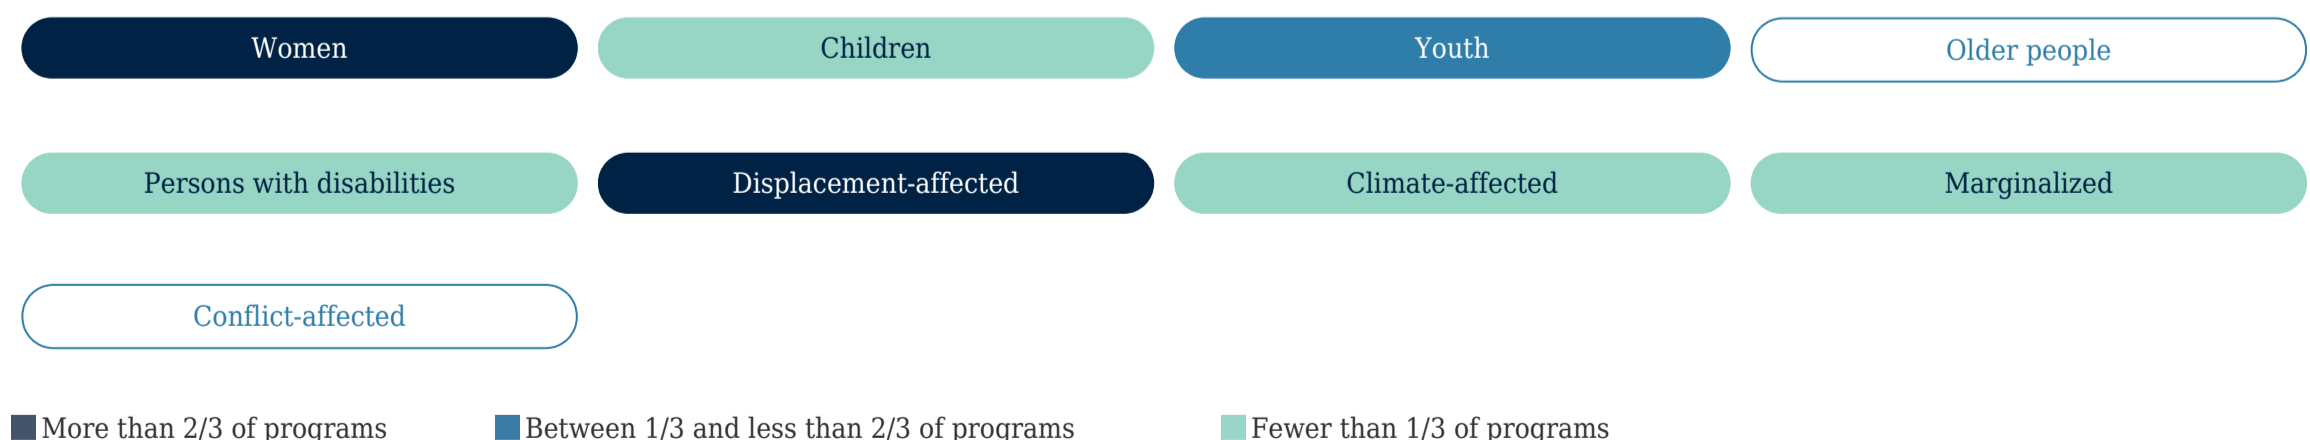 Women Children Youth Older people
Persons with disabilities Displacement-affected Climate-affected Marginalized
Conflict-affected
More than 2/3 of programs Between 1/3 and less than 2/3 of programs Fewer than 1/3 of programs